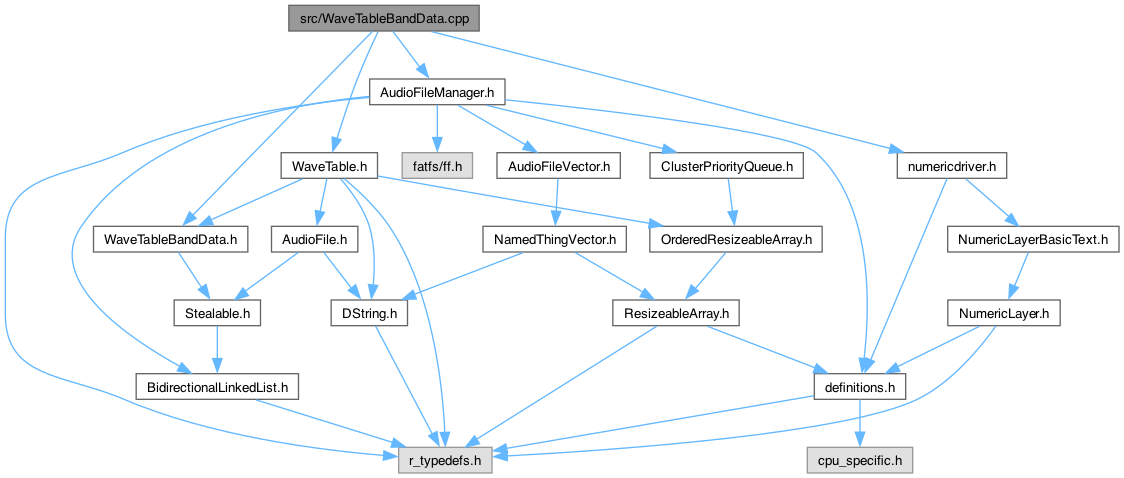 src/WaveTableBandData.cpp
AudioFileManager.h
WaveTable.h
fatfs/ff.h
AudioFileVector.h
ClusterPriorityQueue.h
numericdriver.h
WaveTableBandData.h
AudioFile.h
NamedThingVector.h
OrderedResizeableArray.h
NumericLayerBasicText.h
Stealable.h
DString.h
ResizeableArray.h
NumericLayer.h
BidirectionalLinkedList.h
definitions.h
r_typedefs.h
cpu_specific.h